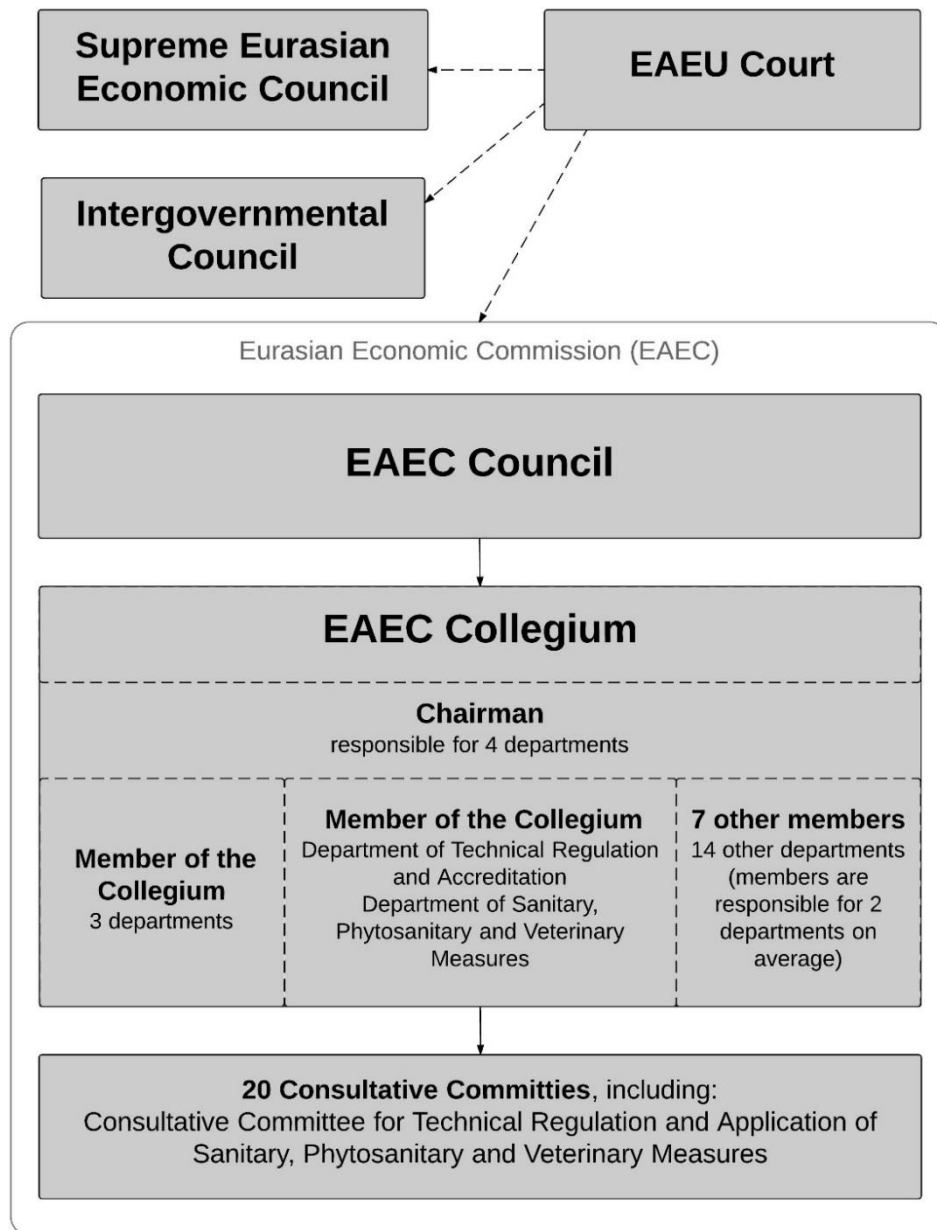 Supreme Eurasian
Economic Council
EAEU Court
Intergovernmental
Council
Eurasian Economic Commission (EAEC)
EAEC Council
EAEC Collegium
Chairman
responsible for 4 departments
Member of the
Collegium
3 departments
Member of the Collegium
Department of Technical Regulation
and Accreditation
Department of Sanitary,
Phytosanitary and Veterinary
Measures
7 other members
14 other departments
(members are
responsible for 2
departments on
average)
20 Consultative Committies, including:
Consultative Committee for Technical Regulation and Application of
Sanitary, Phytosanitary and Veterinary Measures